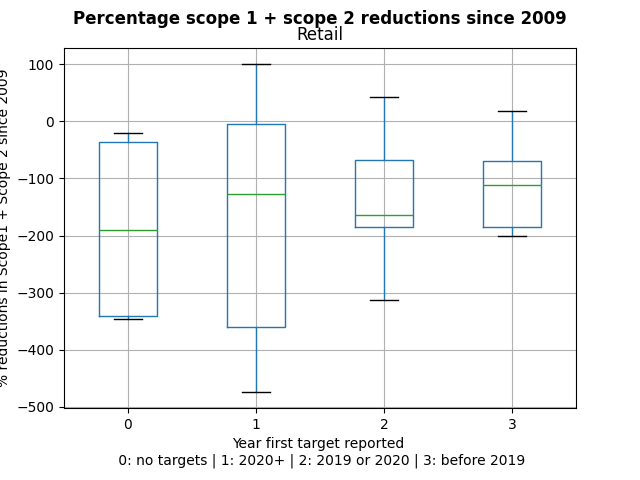 Percentage scope 1 + scope 2 reductions since 2009
Retail
% reductions in Scope1 + Scope 2 since 2009
100
0
−100
−200
−300
−400
−500
0
1
2
3
Year first target reported
0: no targets | 1: 2020+ | 2: 2019 or 2020 | 3: before 2019